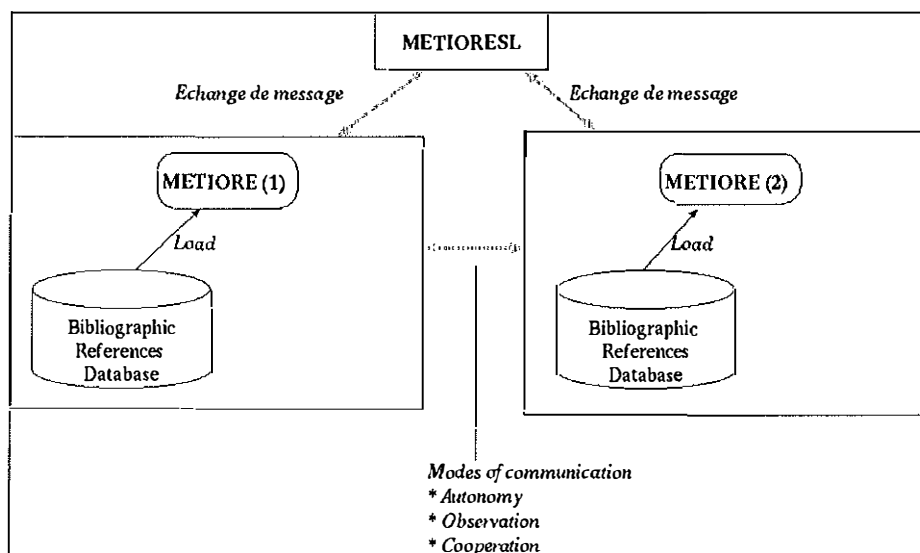 METIORESL
Echange de message
Echange de message
METIORE (1)
METIORE (2)
Load
Load
Bibliographic
References
Database
Bibliographic
References
Database
Modes of communication
* Autonomy
* Observation
* Cooperation